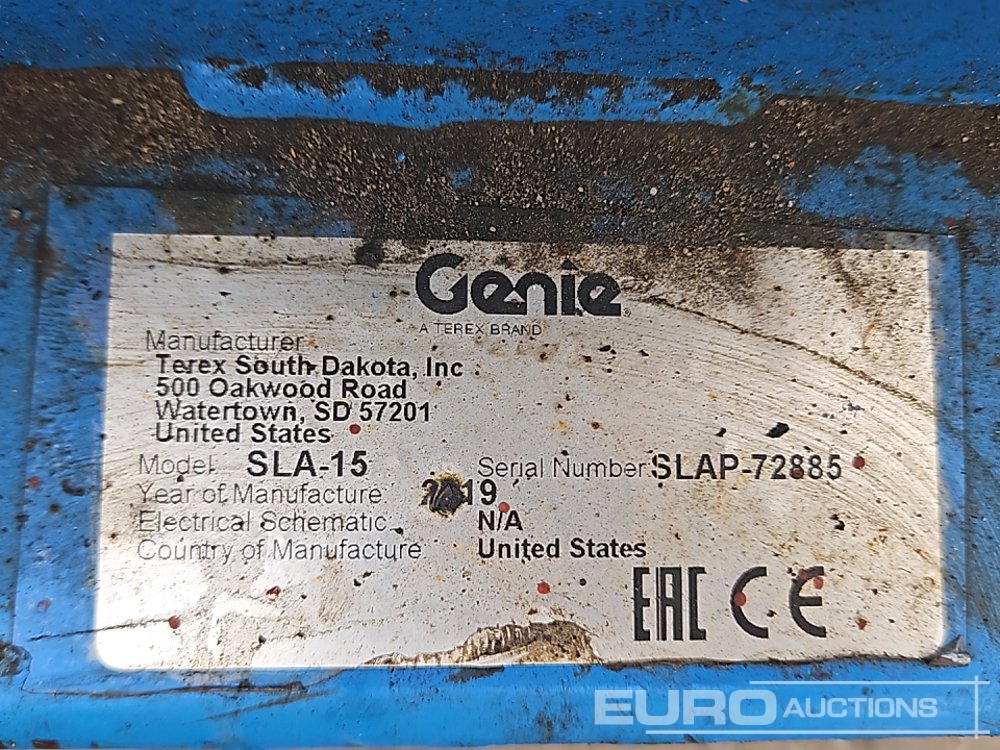 Genie
A TEREX BRAND
Manufacturer
Terex South Dakota, Inc
500 Oakwood Road
Watertown, SD 57201
United States
Model SLA-15 Serial Number SLAP-72885
Year of Manufacture 2019
Electrical Schematic N/A
Country of Manufacture United States
EAC CE
EURO AUCTIONS